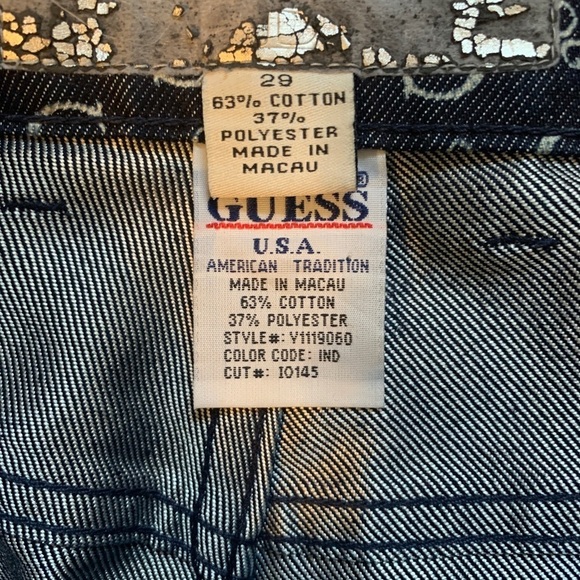 29
63% COTTON
37%
POLYESTER
MADE IN
MACAU
GUESS®
U.S.A.
AMERICAN TRADITION
MADE IN MACAU
63% COTTON
37% POLYESTER
STYLE#: V1119060
COLOR CODE: IND
CUT#: I0145